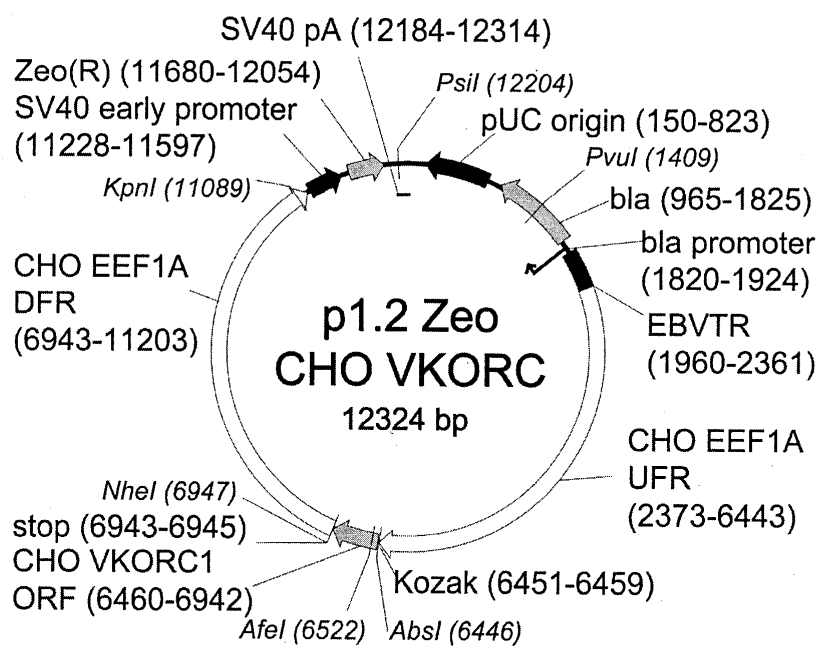 SV40 pA (12184-12314)
Zeo(R) (11680-12054)
PsiI (12204)
SV40 early promoter
(11228-11597)
pUC origin (150-823)
PvuI (1409)
KpnI (11089)
bla (965-1825)
bla promoter
(1820-1924)
CHO EEF1A
DFR
(6943-11203)
p1.2 Zeo
CHO VKORC
12324 bp
EBVTR
(1960-2361)
CHO EEF1A
UFR
(2373-6443)
NheI (6947)
stop (6943-6945)
CHO VKORC1
ORF (6460-6942)
Kozak (6451-6459)
AfeI (6522)
AbsI (6446)